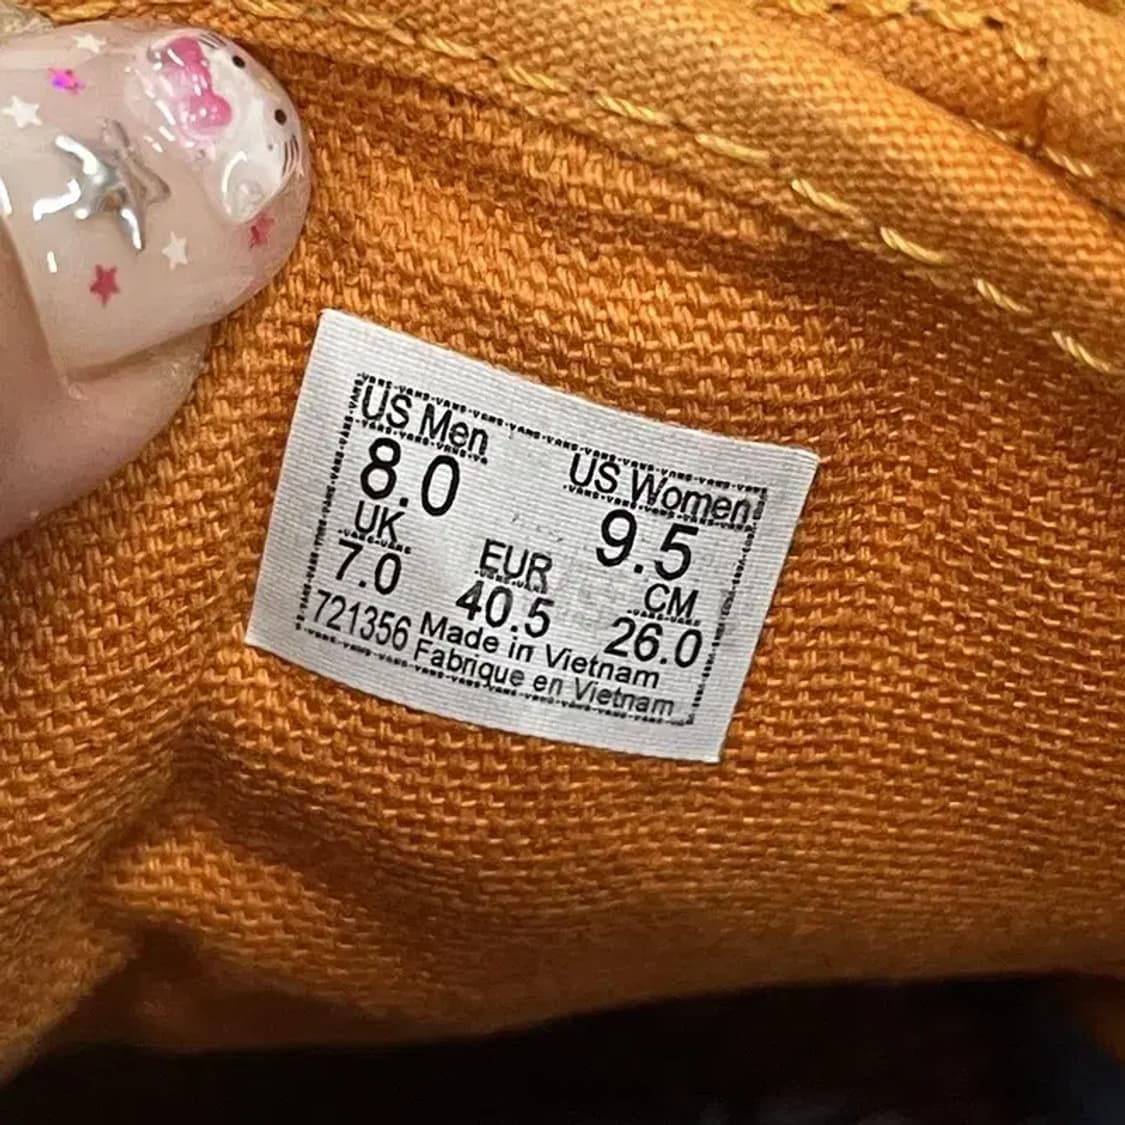 US Men
US Women
8.0
9.5
UK
EUR
CM
7.0
40.5
26.0
721356
Made in Vietnam
Fabrique en Vietnam